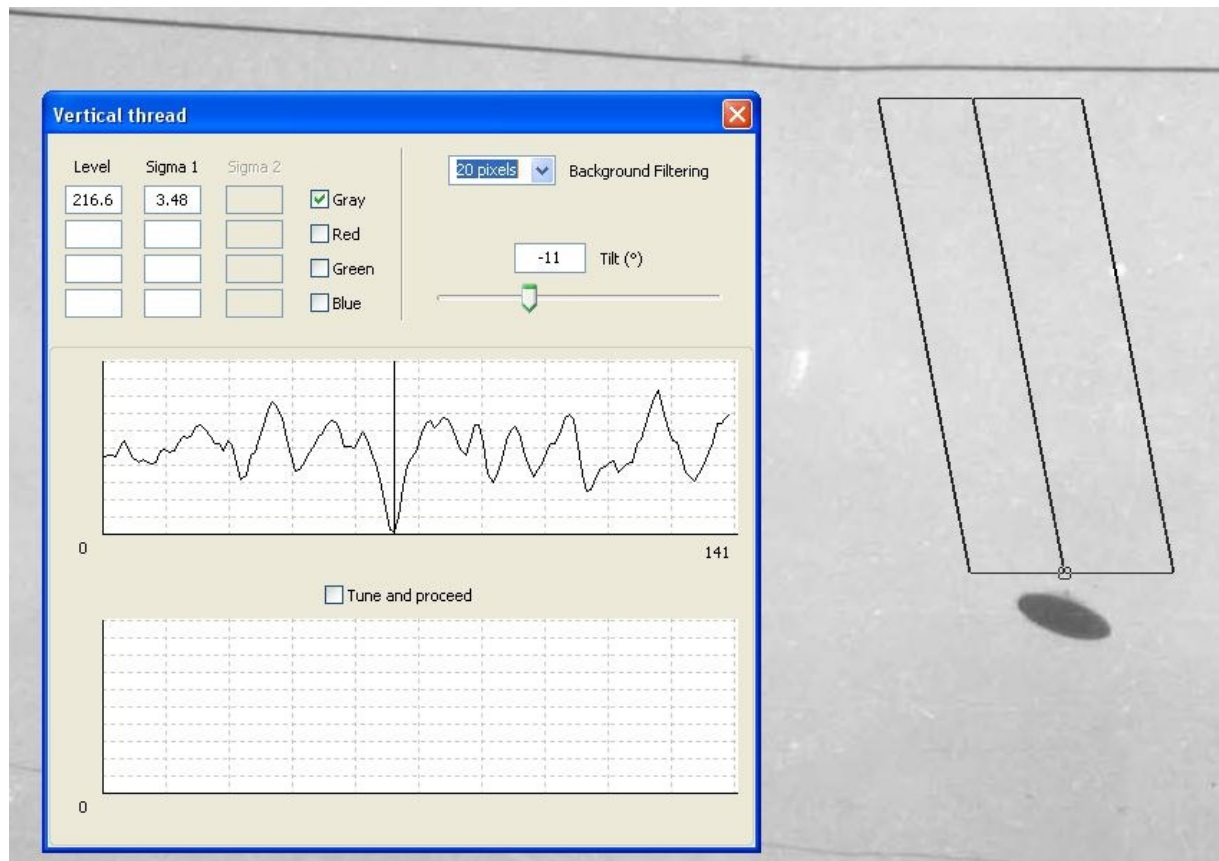 Vertical thread
Level Sigma 1 Sigma 2
20 pixels Background Filtering
216.6 3.48 Gray
Red
-11 Tilt (°)
Green
Blue
0
141
Tune and proceed
0